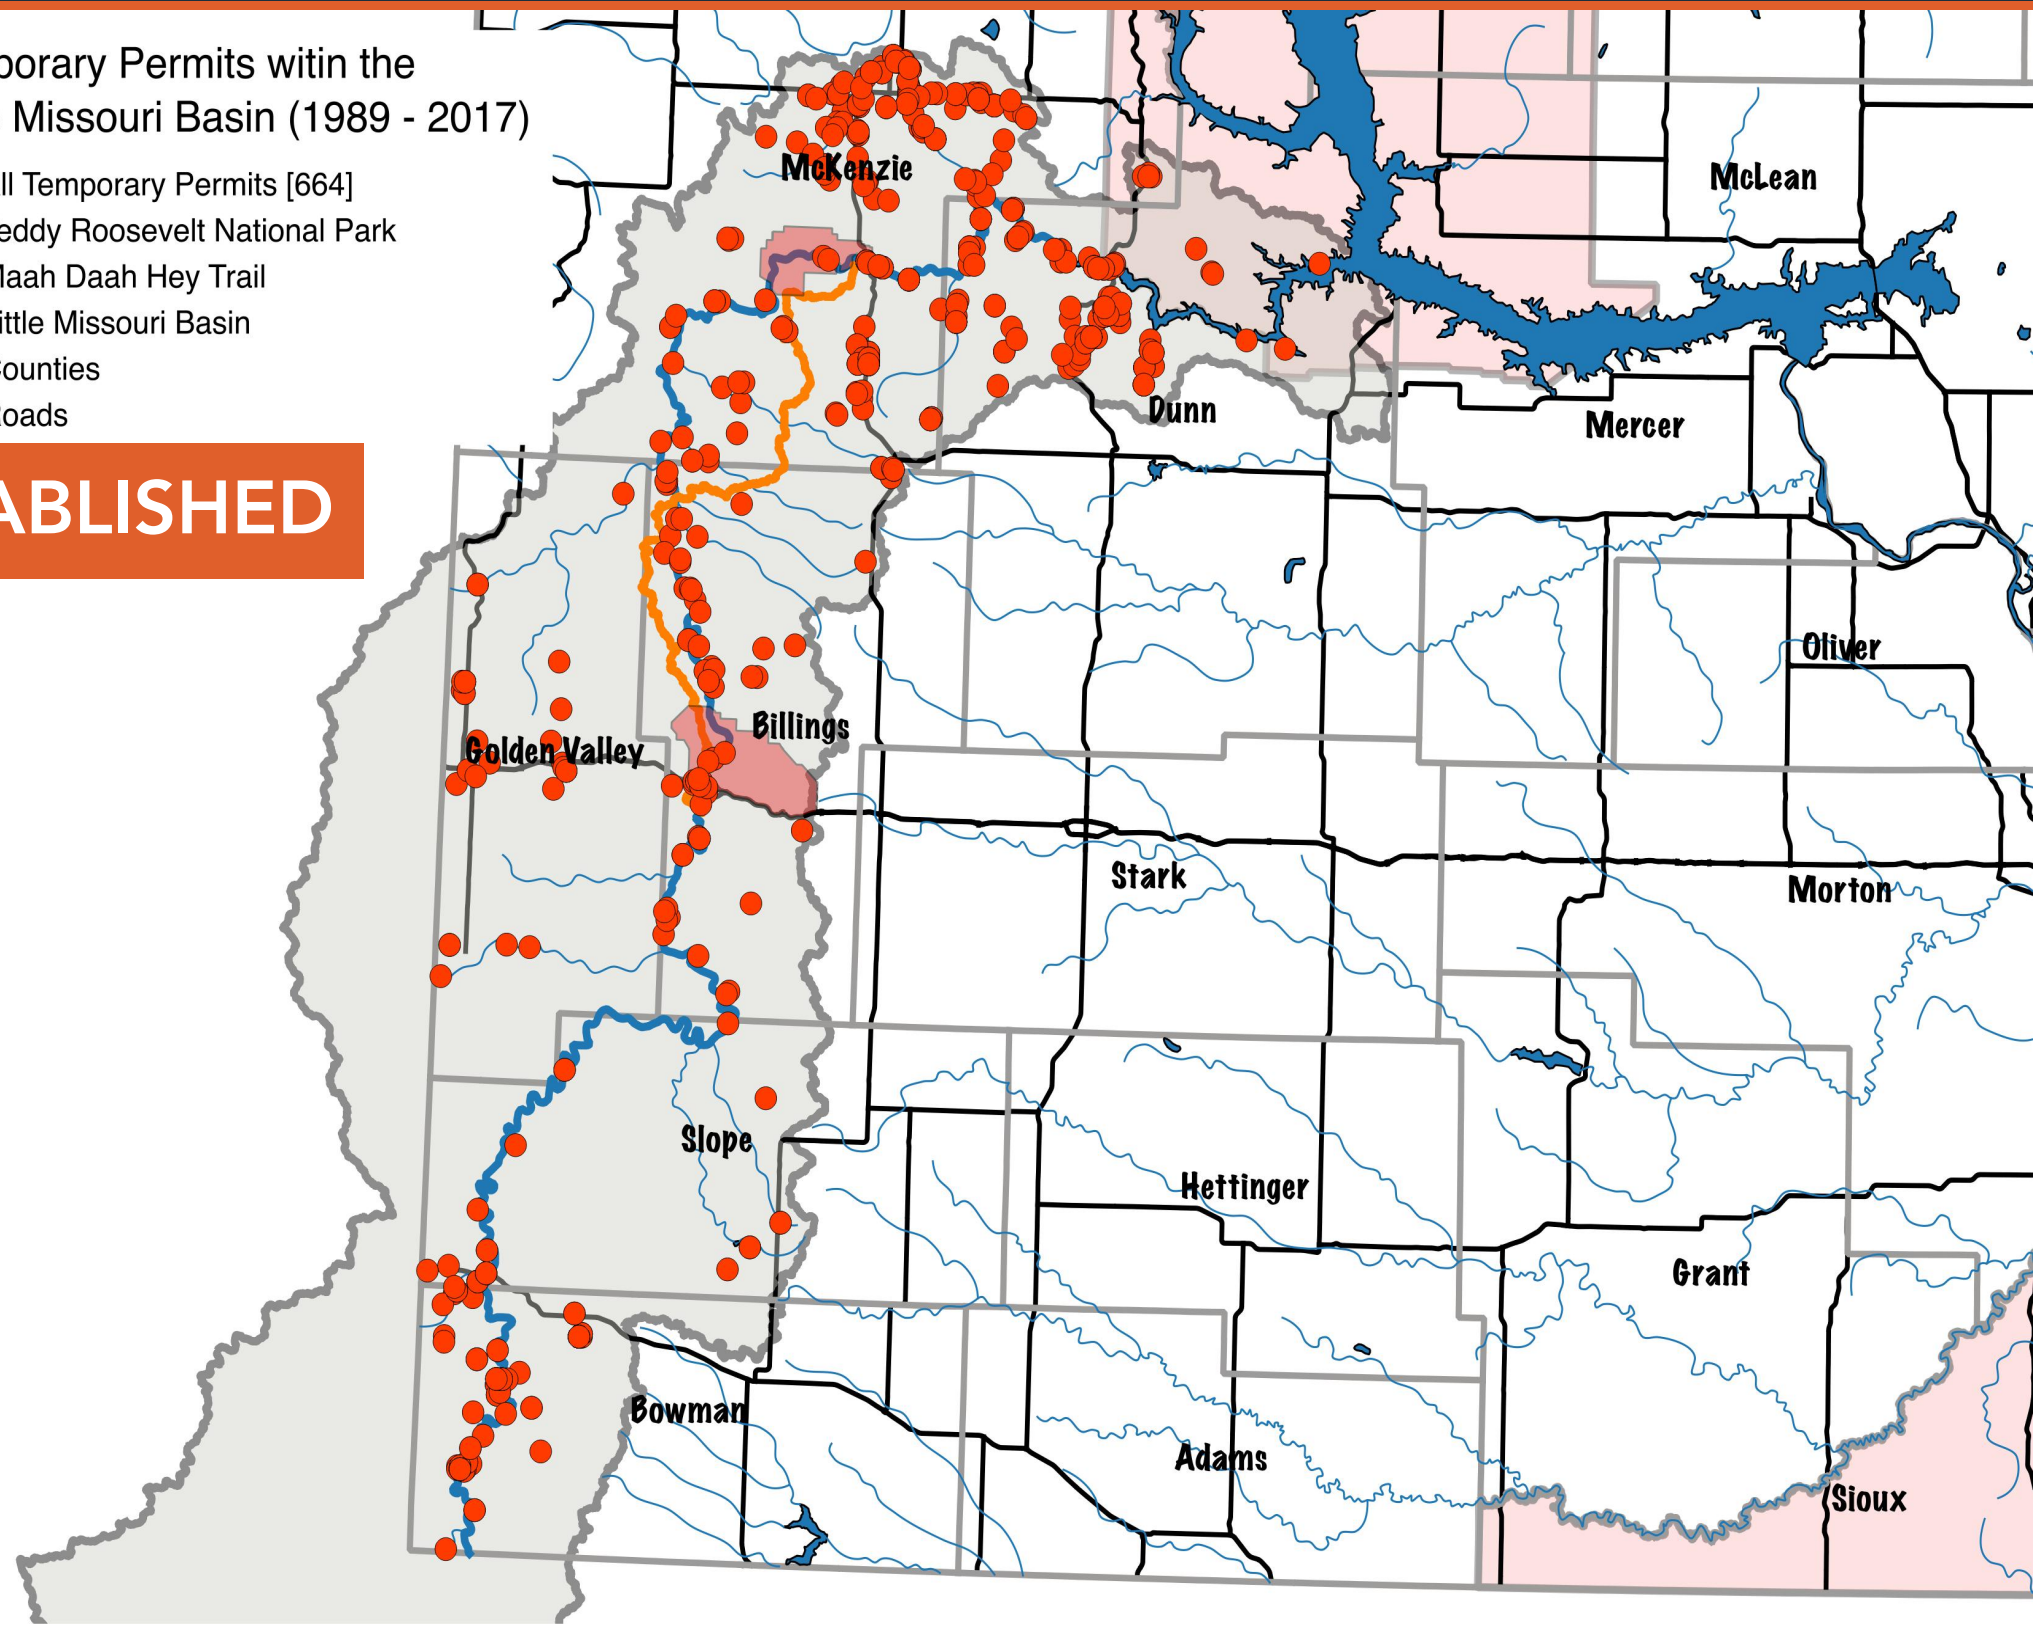 porary Permits witin the
Missouri Basin (1989 - 2017)
ll Temporary Permits [664]
eddy Roosevelt National Park
aah Daah Hey Trail
ittle Missouri Basin
ounties
oads
ABLISHED
McKenzie
McLean
Dunn
Mercer
Oliver
Billings
Golden Valley
Stark
Morton
Slope
Hettinger
Grant
Bowman
Adams
Sioux